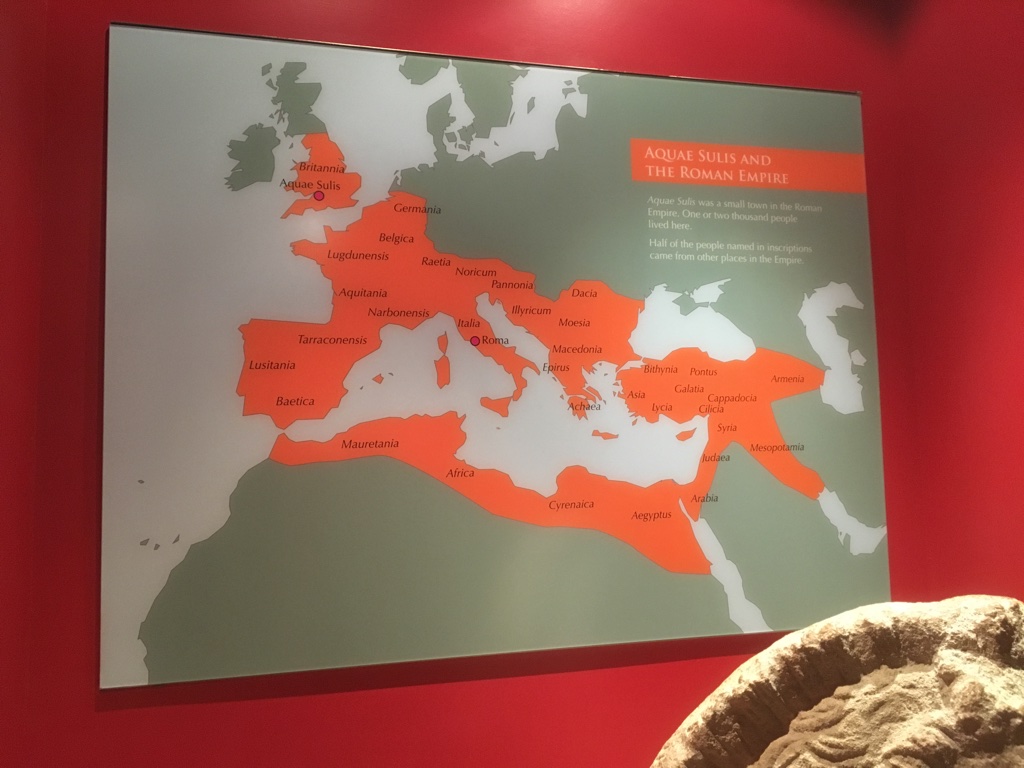 AQUAE SULIS AND
THE ROMAN EMPIRE
Aquae Sulis was a small town in the Roman
Empire. One or two thousand people
lived here.
Half of the people named in inscriptions
came from other places in the Empire.
Britannia
Aquae Sulis
Germania
Belgica
Lugdunensis
Raetia
Noricum
Pannonia
Aquitania
Dacia
Narbonensis
Illyricum
Italia
Moesia
Tarraconensis
Roma
Macedonia
Lusitania
Epirus
Bithynia
Pontus
Armenia
Galatia
Asia
Cappadocia
Baetica
Achaea
Lycia
Cilicia
Syria
Mauretania
Mesopotamia
Judaea
Africa
Arabia
Cyrenaica
Aegyptus